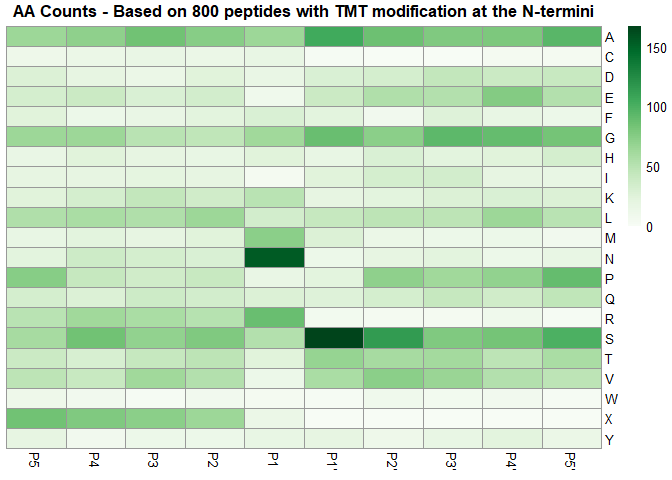 AA Counts - Based on 800 peptides with TMT modification at the N-termini
A
C
D
E
F
G
H
I
K
L
M
N
P
Q
R
S
T
V
W
X
Y
150
100
50
0
P5 P4 P3 P2 P1 P1' P2' P3' P4' P5'